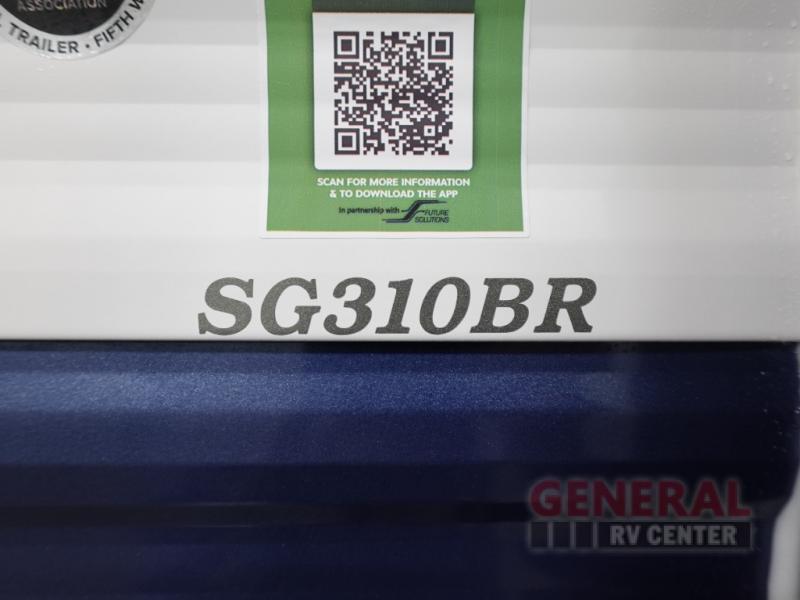 ASSOCIATION
TRAILER • FIFTH
SCAN FOR MORE INFORMATION
& TO DOWNLOAD THE APP
In partnership with FUTURE
SOLUTIONS
SG310BR
GENERAL
RV CENTER